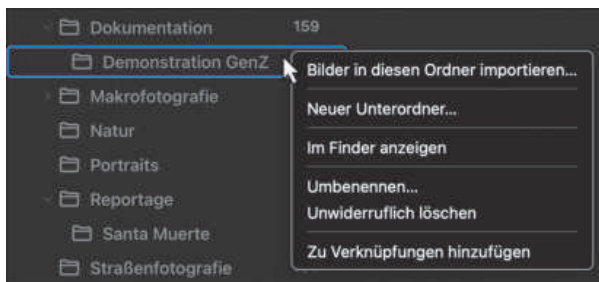 Dokumentation 159
Demonstration GenZ
Makrofotografie
Natur
Portraits
Reportage
Santa Muerte
Straßenfotografie
Bilder in diesen Ordner importieren...
Neuer Unterordner...
Im Finder anzeigen
Umbenennen...
Unwiderruflich löschen
Zu Verknüpfungen hinzufügen